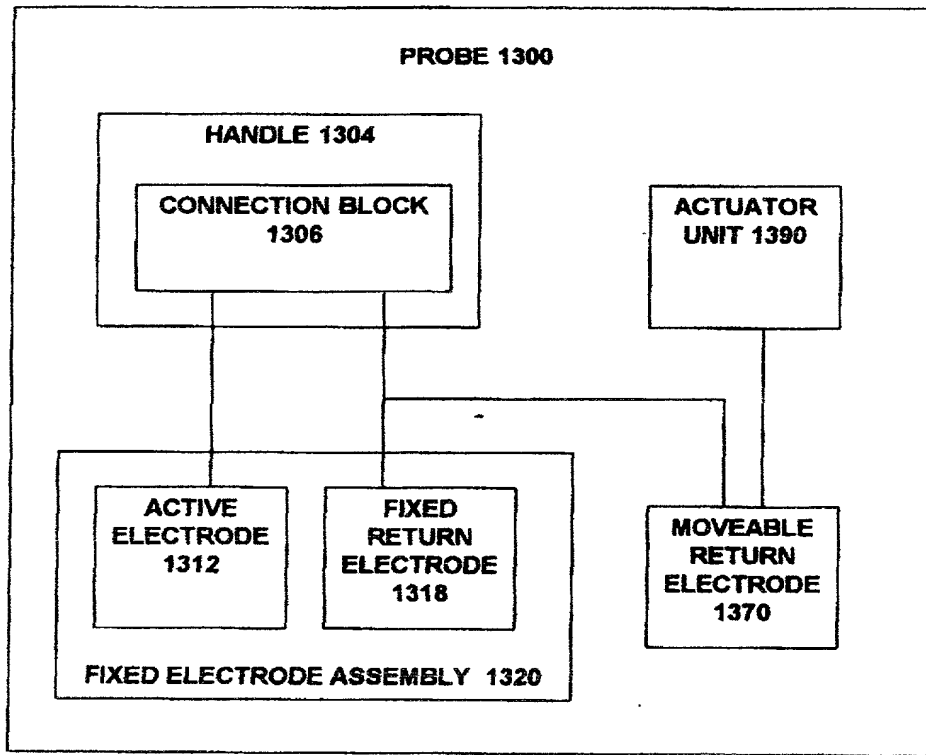 PROBE 1300
HANDLE 1304
CONNECTION BLOCK
1306
ACTUATOR
UNIT 1390
ACTIVE
ELECTRODE
1312
FIXED
RETURN
ELECTRODE
1318
MOVEABLE
RETURN
ELECTRODE
1370
FIXED ELECTRODE ASSEMBLY 1320